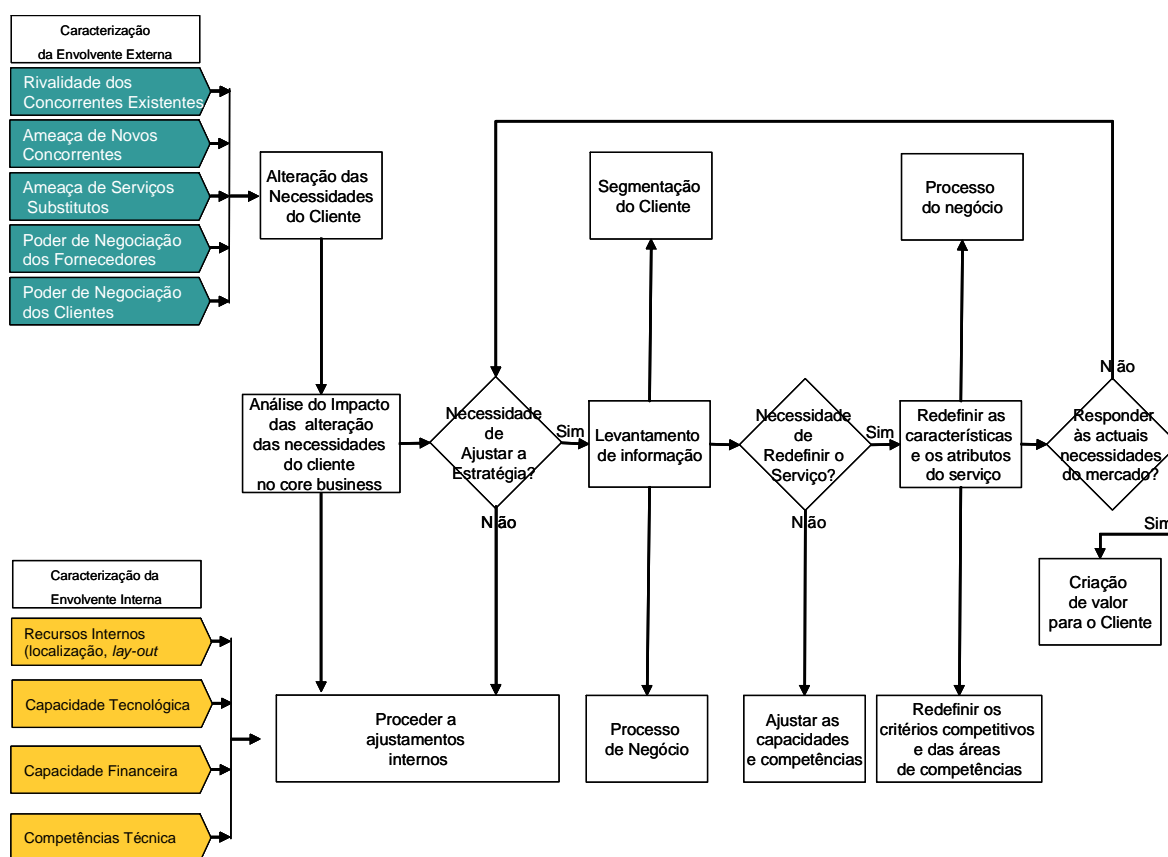 Caracterização
da Envolvente Externa
Rivalidade dos
Concorrentes Existentes
Ameaça de Novos
Concorrentes
Ameaça de Serviços
Substitutos
Poder de Negociação
dos Fornecedores
Poder de Negociação
dos Clientes
Alteração das
Necessidades
do Cliente
Segmentação
do Cliente
Processo
do negócio
Análise do Impacto
das alteração
das necessidades
do cliente
no core business
Necessidade
de
Ajustar a
Estratégia?
Sim
Não
Levantamento
de informação
Necessidade
de
Redefinir o
Serviço?
Sim
Não
Redefinir as
características
e os atributos
do serviço
Não
Responder
às actuais
necessidades
do mercado?
Sim
Criação
de valor
para o Cliente
Caracterização da
Envolvente Interna
Recursos Internos
(localização, lay-out
Capacidade Tecnológica
Capacidade Financeira
Competências Técnica
Proceder a
ajustamentos
internos
Processo
de Negócio
Ajustar as
capacidades
e competências
Redefinir os
critérios competitivos
e das áreas
de competências